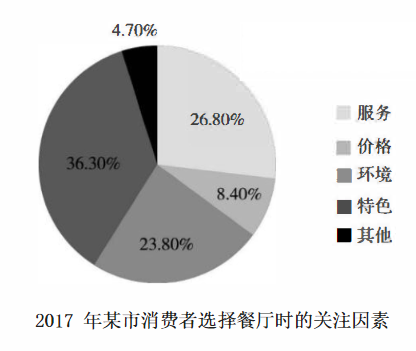 4.70%
26.80%
服务
36.30%
价格
8.40%
环境
特色
23.80%
其他
2017 年某市消费者选择餐厅时的关注因素